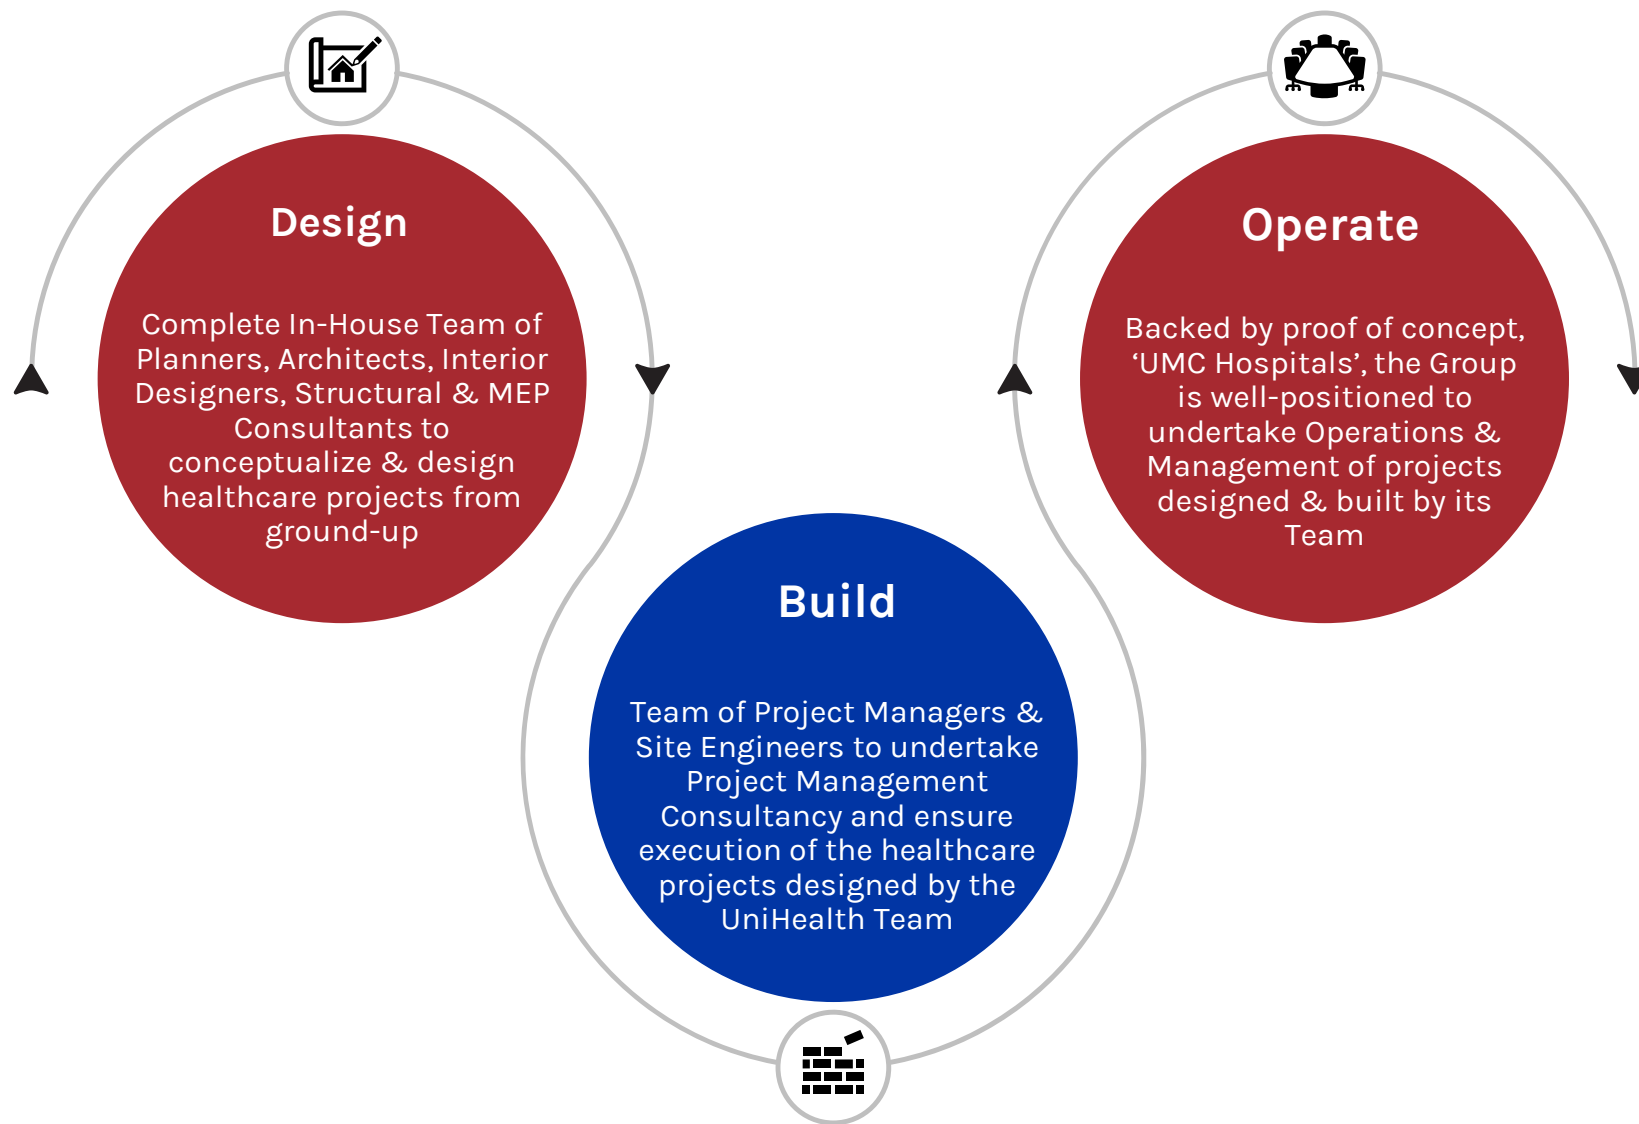 Design
Complete In-House Team of
Planners, Architects, Interior
Designers, Structural & MEP
Consultants to
conceptualize & design
healthcare projects from
ground-up
Build
Team of Project Managers &
Site Engineers to undertake
Project Management
Consultancy and ensure
execution of the healthcare
projects designed by the
UniHealth Team
Operate
Backed by proof of concept,
‘UMC Hospitals’, the Group
is well-positioned to
undertake Operations &
Management of projects
designed & built by its
Team